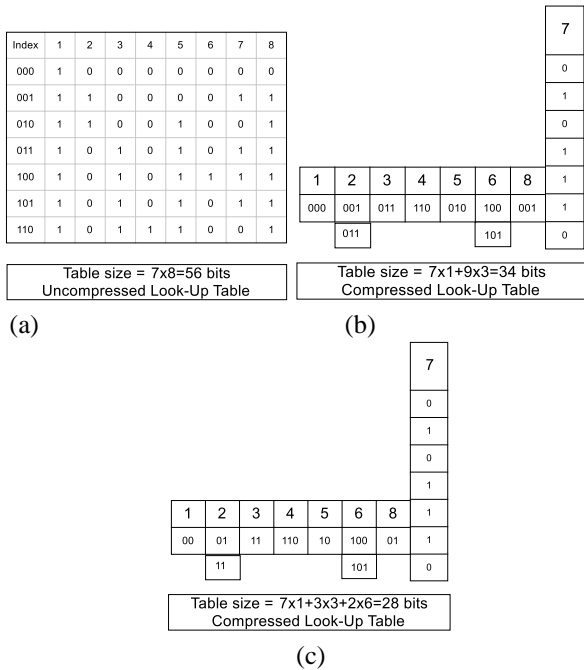 Index 1 2 3 4 5 6 7 8
000 1 0 0 0 0 0 0 0
001 1 1 0 0 0 0 1 1
010 1 1 0 0 1 0 0 1
011 1 0 1 0 1 0 1 1
100 1 0 1 0 1 1 1 1
101 1 0 1 0 1 0 1 1
110 1 0 1 1 1 0 0 1
Table size = 7x8=56 bits
Uncompressed Look-Up Table
(a)
7
0
1
0
1
1 2 3 4 5 6 8 1
000 001 011 110 010 100 001 1
011 101 0
Table size = 7x1+9x3=34 bits
Compressed Look-Up Table
(b)
7
0
1
0
1
1 2 3 4 5 6 8 1
00 01 11 110 10 100 01 1
11 101 0
Table size = 7x1+3x3+2x6=28 bits
Compressed Look-Up Table
(c)